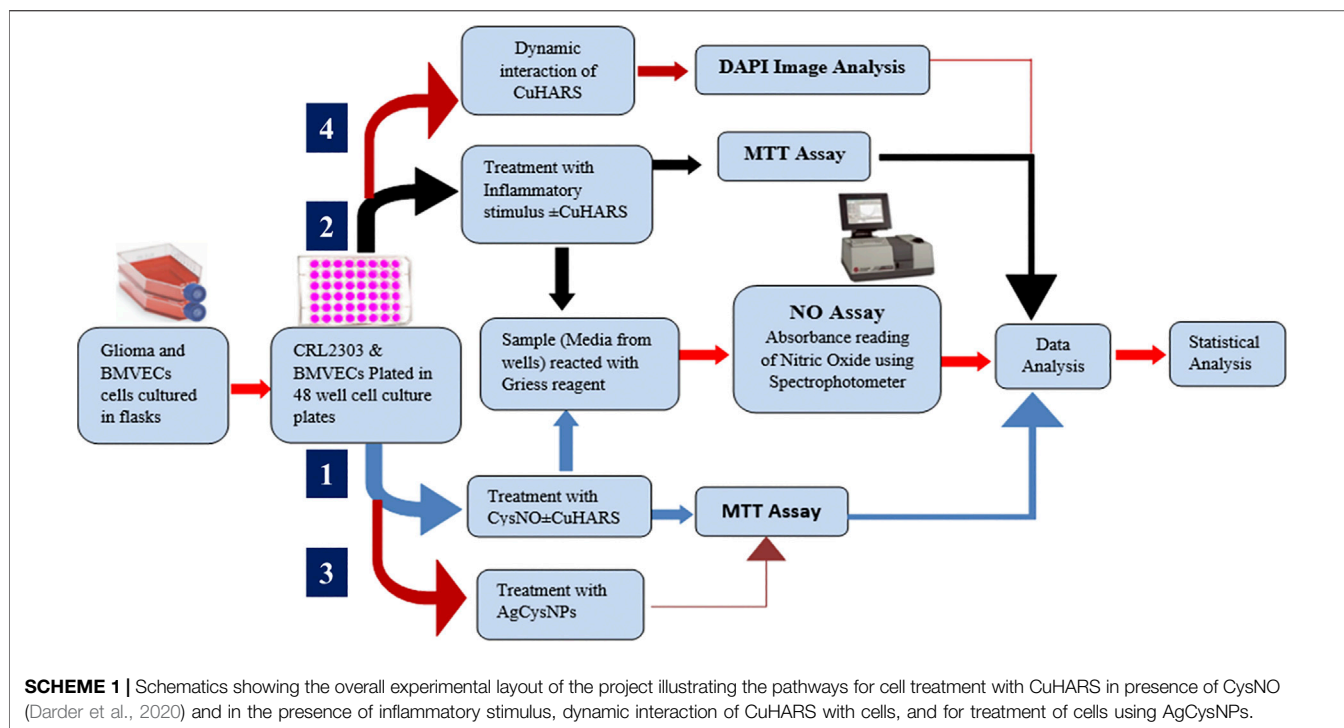 Dynamic
interaction of
CuHARS
DAPI Image Analysis
4
Treatment with
Inflammatory
stimulus ±CuHARS
MTT Assay
2
Glioma and
BMVECs
cells cultured
in flasks
CRL2303 &
BMVECs Plated in
48 well cell culture
plates
Sample (Media from
wells) reacted with
Griess reagent
NO Assay
Absorbance reading
of Nitric Oxide using
Spectrophotometer
Data
Analysis
Statistical
Analysis
1
Treatment with
CysNO±CuHARS
MTT Assay
3
Treatment with
AgCysNPs
SCHEME 1 | Schematics showing the overall experimental layout of the project illustrating the pathways for cell treatment with CuHARS in presence of CysNO
(Darder et al., 2020) and in the presence of inflammatory stimulus, dynamic interaction of CuHARS with cells, and for treatment of cells using AgCysNPs.